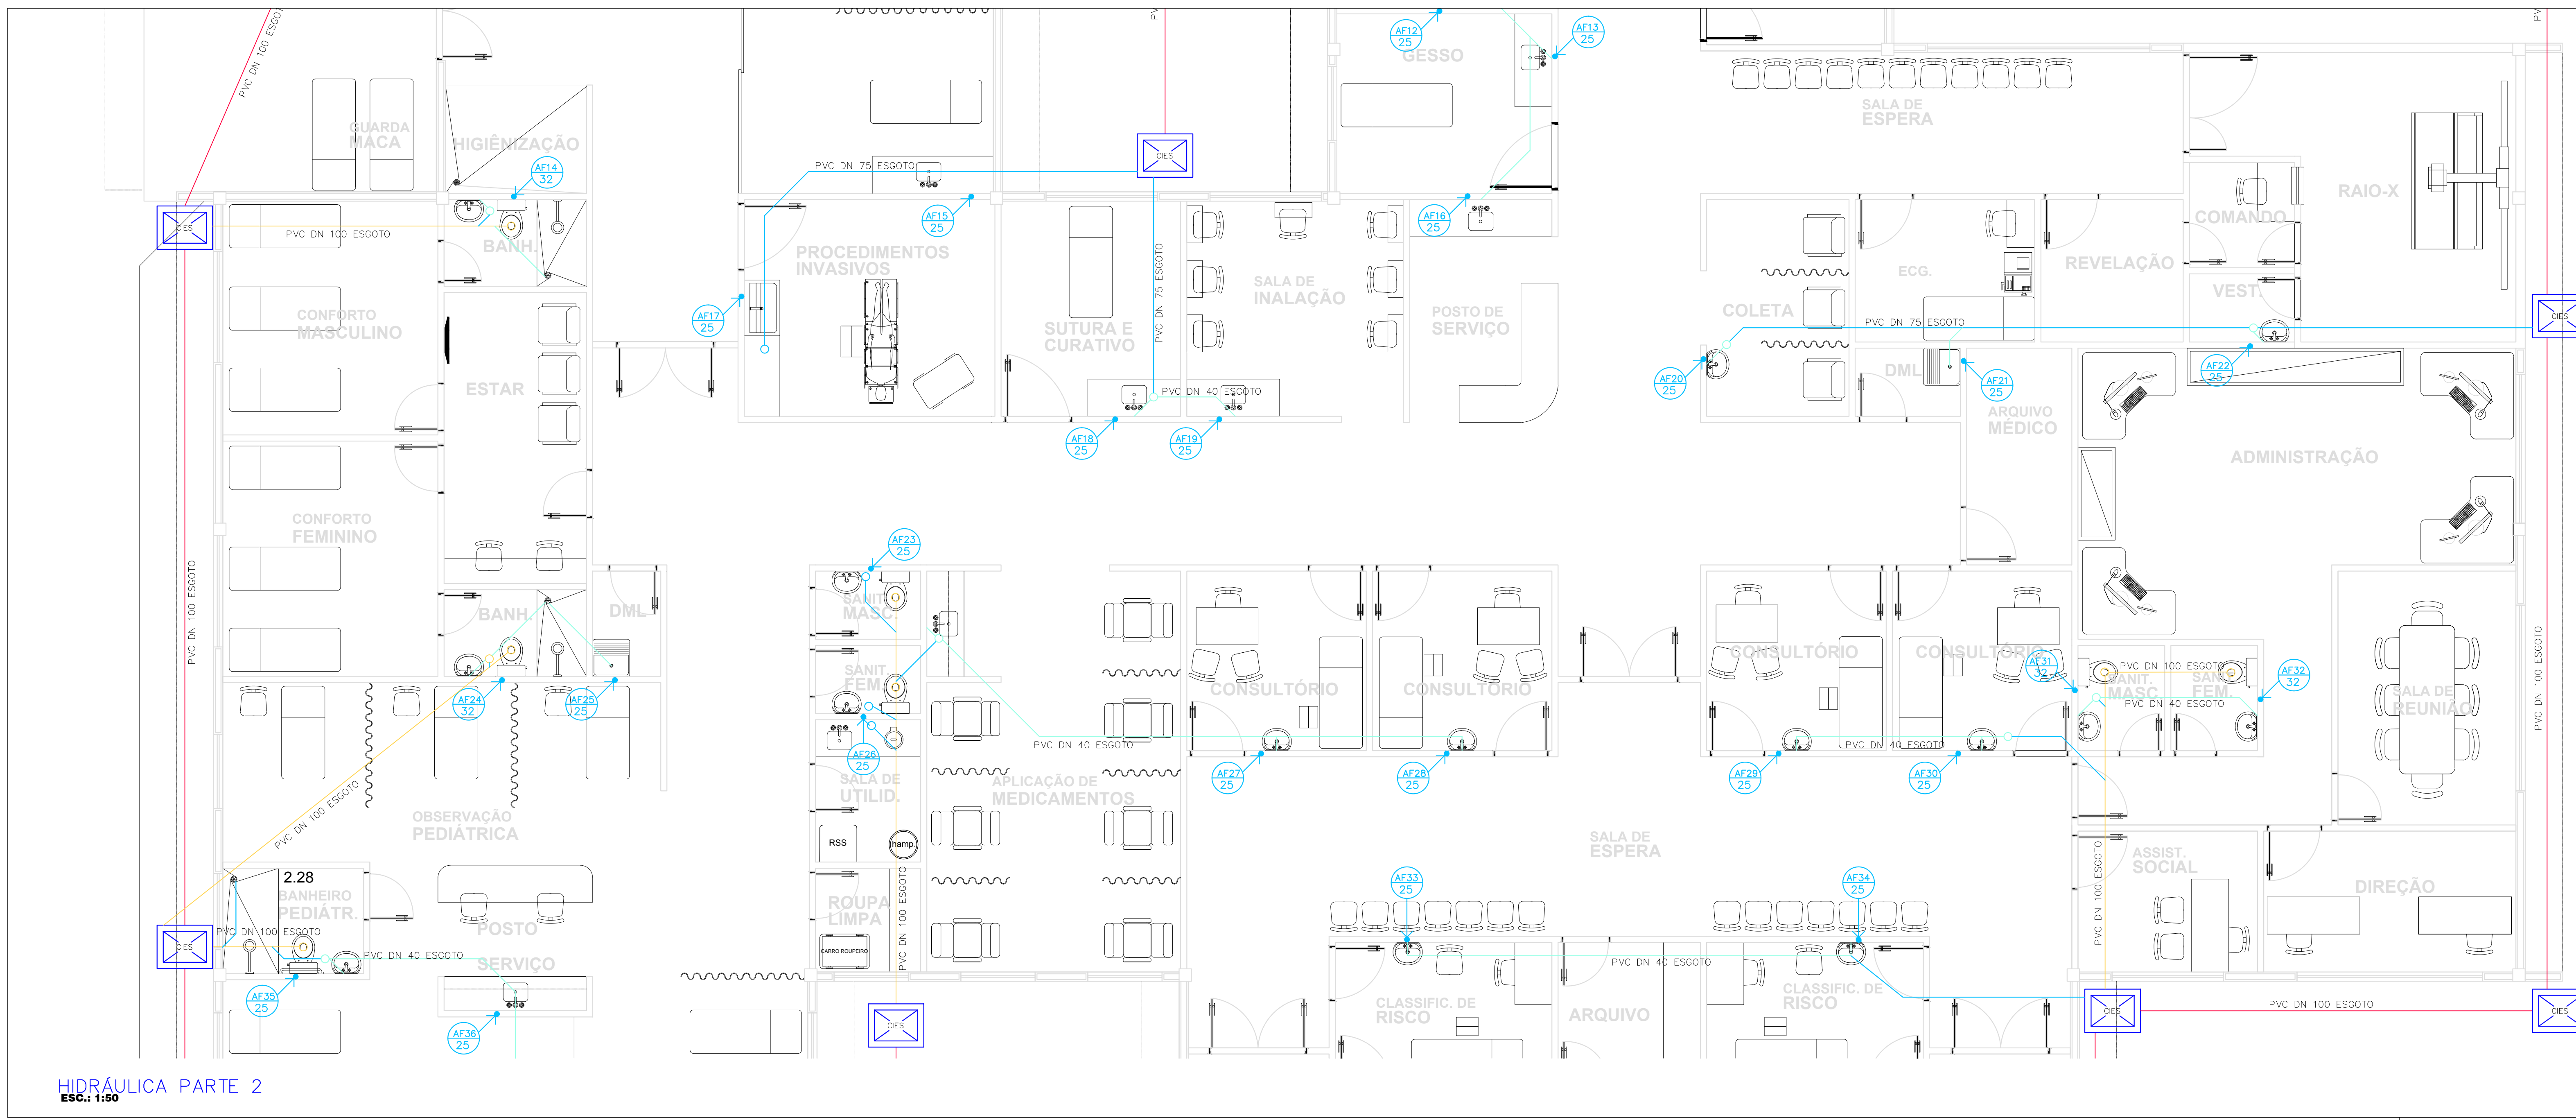 PVC DN 100 ESGOTO
PV
AF12
25
GESSO
AF13
25
PV
GUARDA
MACA
HIGIÊNIZAÇÃO
AF14
32
PVC DN 75 ESGOTO
CIES
SALA DE
ESPERA
RAIO-X
COMANDO
CIES
PVC DN 100 ESGOTO
BANH.
AF15
25
AF16
25
PROCEDIMENTOS
INVASIVOS
PVC DN 75 ESGOTO
SALA DE
INALAÇÃO
ECG.
REVELAÇÃO
VEST.
CONFORTO
MASCULINO
AF17
25
SUTURA E
CURATIVO
POSTO DE
SERVIÇO
COLETA
PVC DN 75 ESGOTO
CIES
ESTAR
PVC DN 40 ESGOTO
AF18
25
AF19
25
AF20
25
DML
AF21
25
AF22
25
ARQUIVO
MÉDICO
ADMINISTRAÇÃO
CONFORTO
FEMININO
PVC DN 100 ESGOTO
AF23
25
BANH.
DML
SANIT.
MASC.
SANIT.
FEM.
AF24
32
AF25
25
AF26
25
CONSULTÓRIO
CONSULTÓRIO
CONSULTÓRIO
CONSULTÓRIO
AF31
32
PVC DN 100 ESGOTO
SANIT.
MASC.
SANIT.
FEM.
PVC DN 40 ESGOTO
AF32
32
SALA DE
REUNIÃO
PVC DN 100 ESGOTO
PVC DN 40 ESGOTO
PVC DN 40 ESGOTO
AF27
25
AF28
25
AF29
25
AF30
25
SALA DE
UTILID.
APLICAÇÃO DE
MEDICAMENTOS
PVC DN 100 ESGOTO
OBSERVAÇÃO
PEDIÁTRICA
RSS
hamp.
SALA DE
ESPERA
ASSIST.
SOCIAL
DIREÇÃO
PVC DN 100 ESGOTO
2.28
BANHEIRO
PEDIÁTR.
AF33
25
AF34
25
ROUPA
LIMPA
PVC DN 100 ESGOTO
CARRO ROUPEIRO
CIES
PVC DN 100 ESGOTO
PVC DN 40 ESGOTO
POSTO
SERVIÇO
PVC DN 40 ESGOTO
AF35
25
AF36
25
CIES
CLASSIFIC. DE
RISCO
ARQUIVO
CLASSIFIC. DE
RISCO
CIES
PVC DN 100 ESGOTO
CIES
HIDRÁULICA PARTE 2
ESC.: 1:50